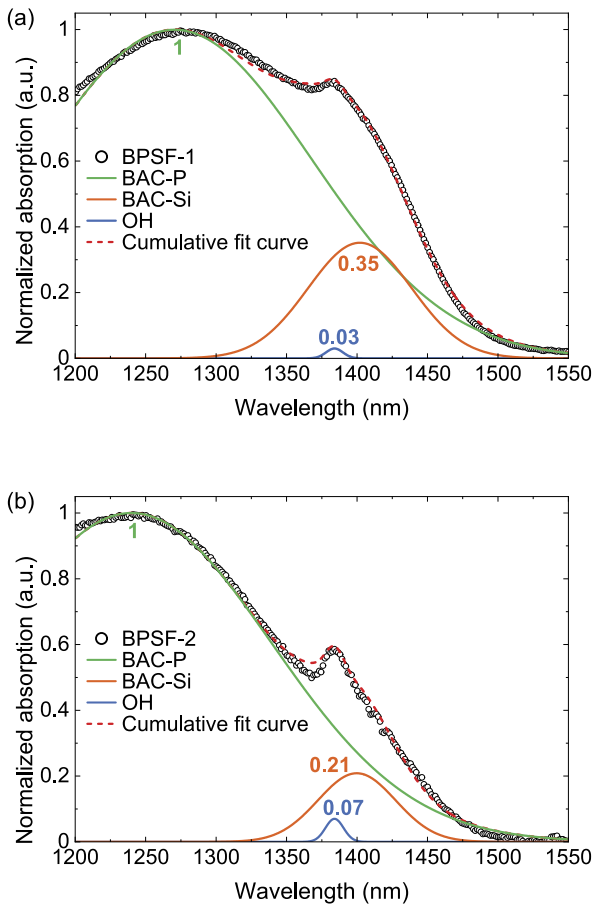 (a)
Normalized absorption (a.u.)
1
0.8
0.6
0.4
0.2
0
1
BPSF-1
BAC-P
BAC-Si
OH
Cumulative fit curve
0.35
0.03
1200 1250 1300 1350 1400 1450 1500 1550
Wavelength (nm)
(b)
Normalized absorption (a.u.)
1
0.8
0.6
0.4
0.2
0
1
BPSF-2
BAC-P
BAC-Si
OH
Cumulative fit curve
0.21
0.07
1200 1250 1300 1350 1400 1450 1500 1550
Wavelength (nm)